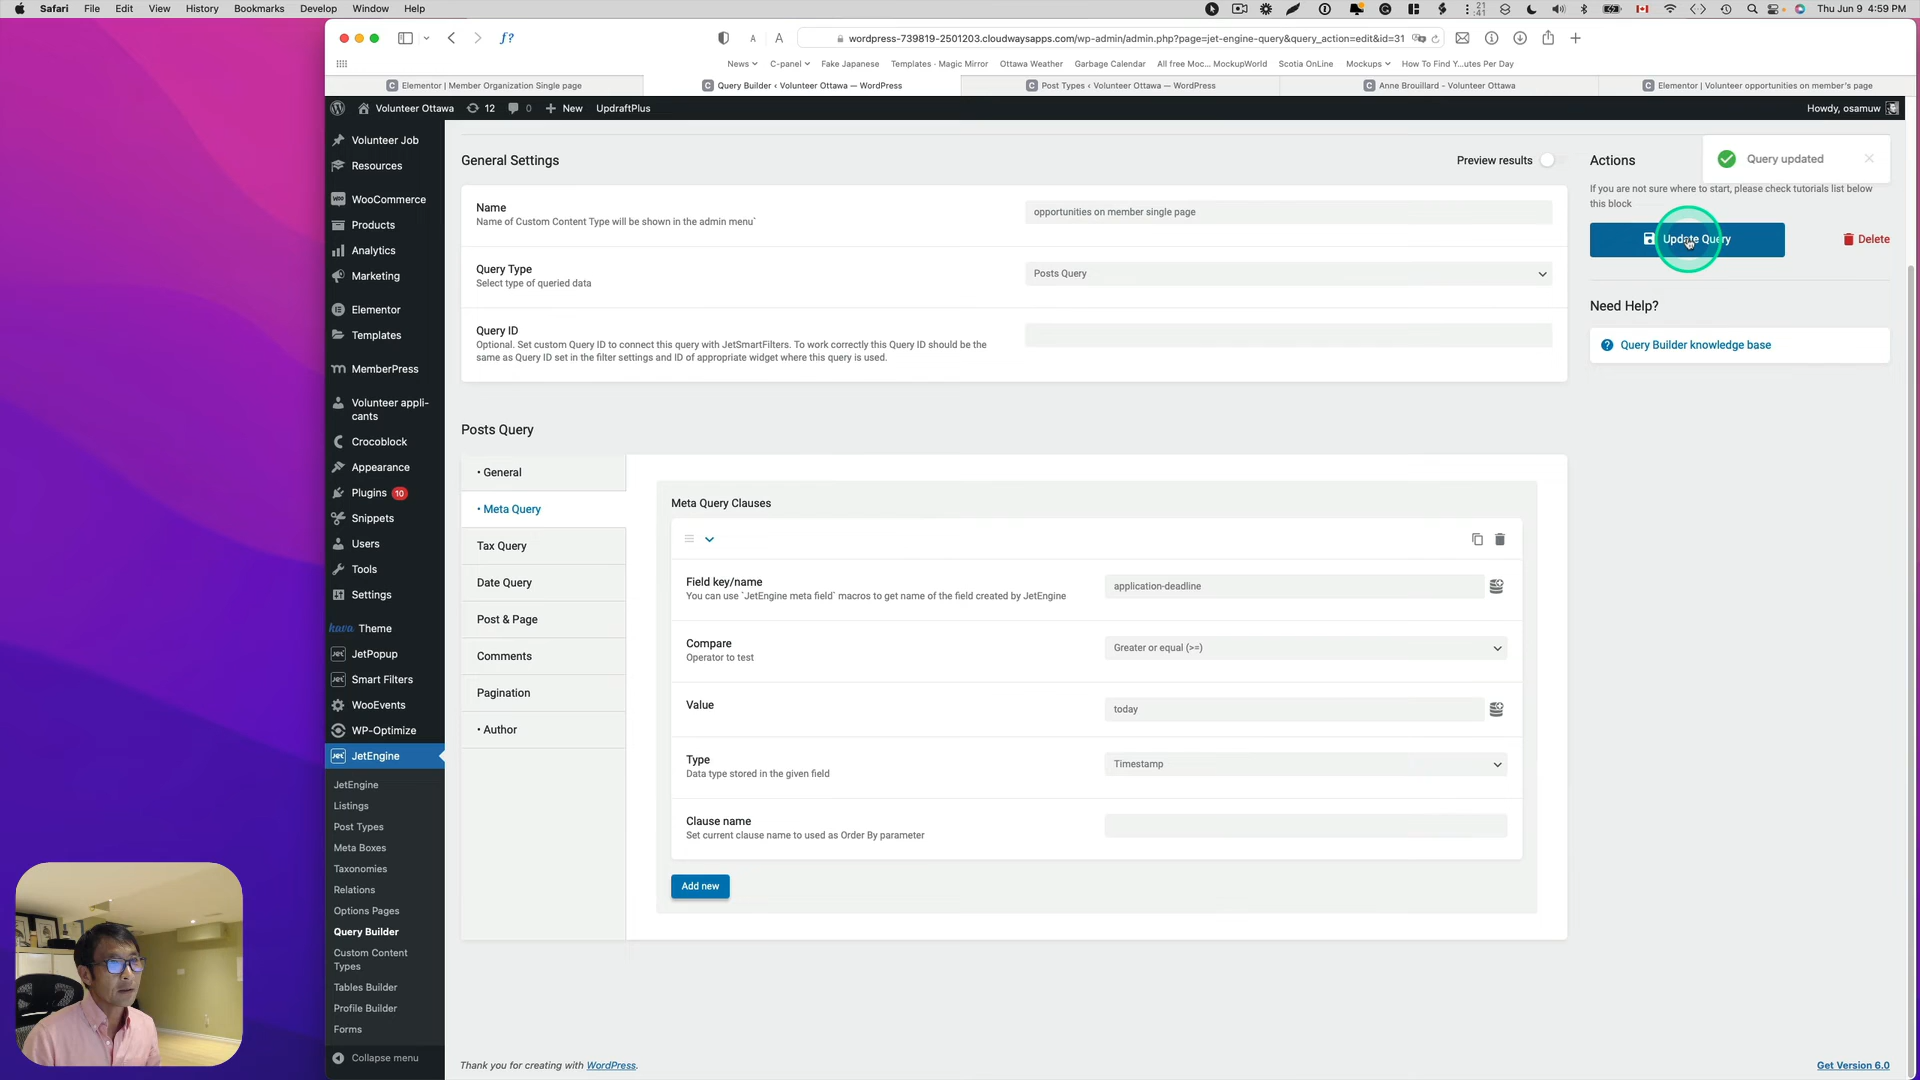 Safari File Edit View History Bookmarks Develop Window Help
21
41
Thu Jun 9 4:59 PM
f?
A A
wordpress-739819-2501203.cloudwaysapps.com/wp-admin/admin.php?page=jet-engine-query&query_action=edit&id=31
News C-panel Fake Japanese Templates - Magic Mirror Ottawa Weather Garbage Calendar All free Moc... MockupWorld Scotia OnLine Mockups How To Find Y...utes Per Day
Elementor | Member Organization Single page
Query Builder ‹ Volunteer Ottawa — WordPress
Post Types ‹ Volunteer Ottawa — WordPress
Anne Brouillard - Volunteer Ottawa
Elementor | Volunteer opportunities on member's page
Volunteer Ottawa 12 0 New UpdraftPlus
Howdy, osamuw
Volunteer Job
Resources
WooCommerce
Products
Analytics
Marketing
Elementor
Templates
MemberPress
Volunteer appli-
cants
Crocoblock
Appearance
Plugins 10
Snippets
Users
Tools
Settings
kava Theme
JetPopup
Smart Filters
WooEvents
WP-Optimize
JetEngine
JetEngine
Listings
Post Types
Meta Boxes
Taxonomies
Relations
Options Pages
Query Builder
Custom Content
Types
Tables Builder
Profile Builder
Forms
Collapse menu
General Settings
Preview results
Name
Name of Custom Content Type will be shown in the admin menu`
opportunities on member single page
Query Type
Select type of queried data
Posts Query
Query ID
Optional. Set custom Query ID to connect this query with JetSmartFilters. To work correctly this Query ID should be the
same as Query ID set in the filter settings and ID of appropriate widget where this query is used.
Posts Query
• General
• Meta Query
Tax Query
Date Query
Post & Page
Comments
Pagination
• Author
Meta Query Clauses
Field key/name
You can use `JetEngine meta field` macros to get name of the field created by JetEngine
application-deadline
Compare
Operator to test
Greater or equal (>=)
Value
today
Type
Data type stored in the given field
Timestamp
Clause name
Set current clause name to used as Order By parameter
Add new
Actions
Query updated
If you are not sure where to start, please check tutorials list below
this block
Update Query
Delete
Need Help?
Query Builder knowledge base
Thank you for creating with WordPress.
Get Version 6.0